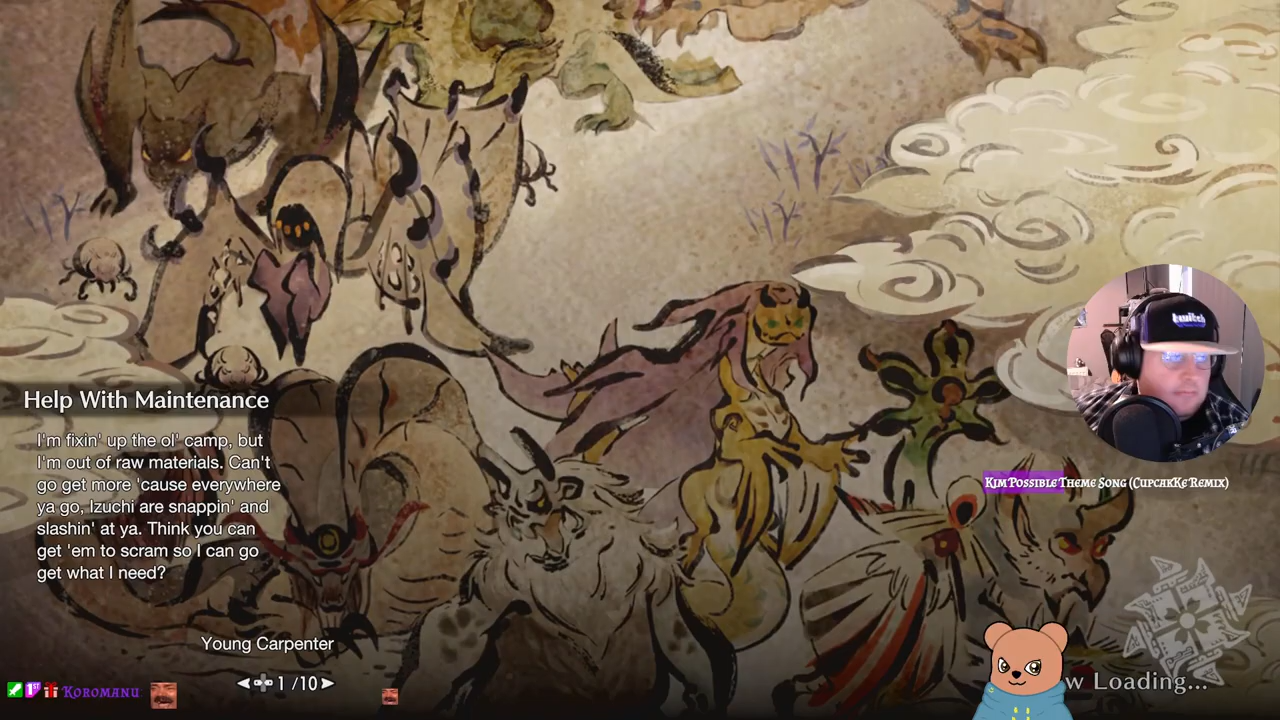 Help With Maintenance
I'm fixin' up the ol' camp, but
I'm out of raw materials. Can't
go get more 'cause everywhere
ya go, Izuchi are snappin' and
slashin' at ya. Think you can
get 'em to scram so I can go
get what I need?
Young Carpenter
1 /10
1st
Koromanu
twitch
Kim Possible Theme Song (CupcakKe Remix)
w Loading...